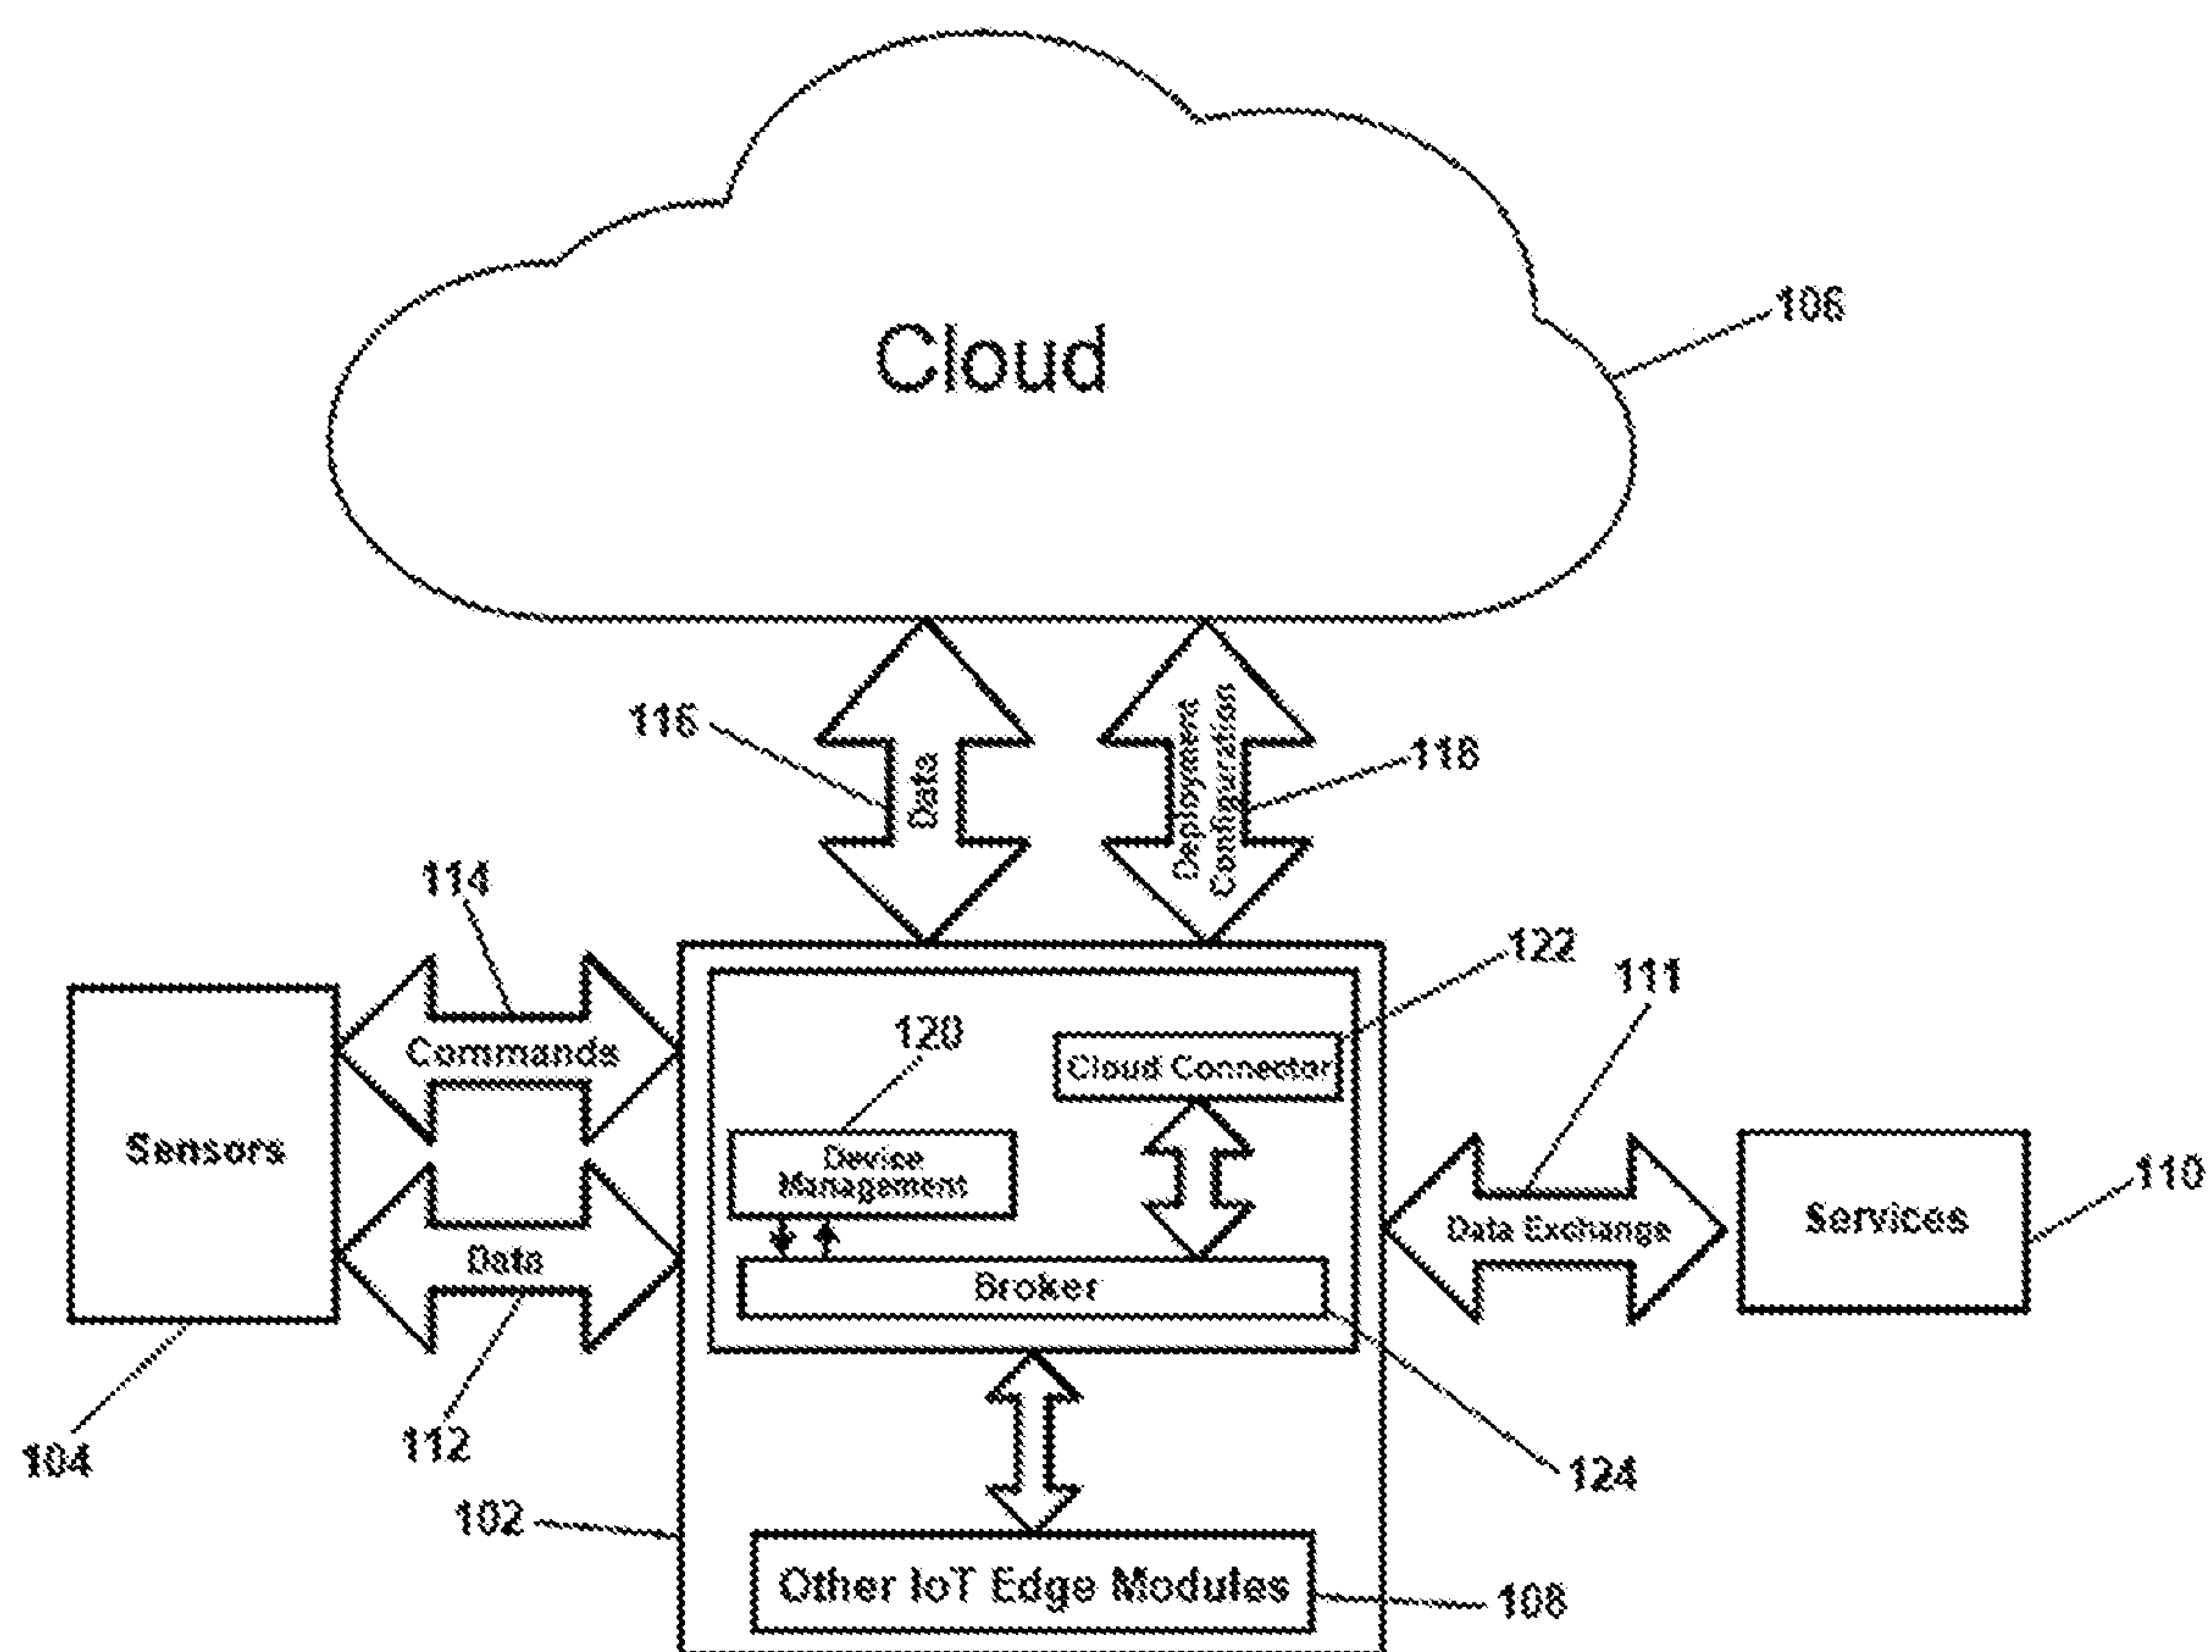 Cloud
106
116
Data
Deployment
Configuration
118
114
122
111
120
Commands
Cloud Connector
Sensors
Device
Management
Data Exchange
Services
110
Data
Broker
104
112
124
102
Other IoT Edge Modules
108